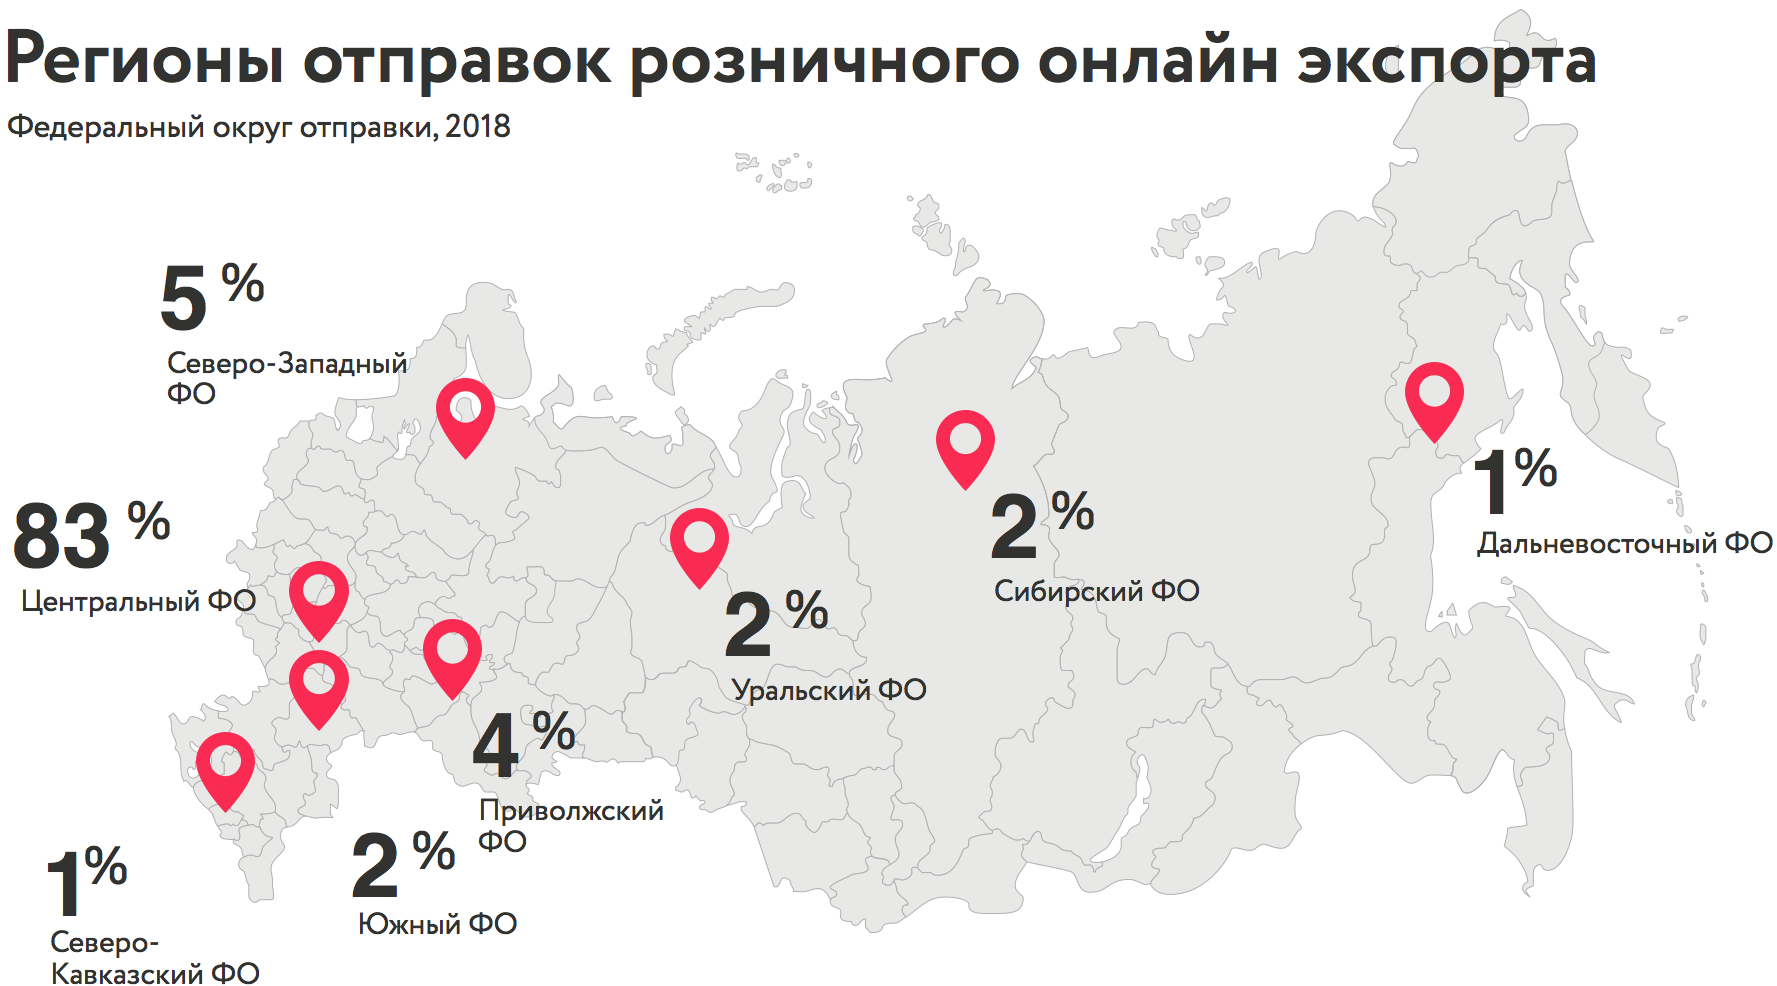 Регионы отправок розничного онлайн экспорта
Федеральный округ отправки, 2018
5 %
Северо-Западный
ФО
83 %
Центральный ФО
2 %
Уральский ФО
2 %
Сибирский ФО
1 %
Дальневосточный ФО
4 %
Приволжский
ФО
2 %
Южный ФО
1 %
Северо-
Кавказский ФО